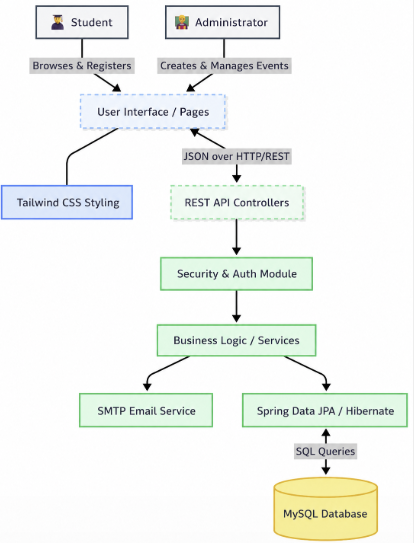 Student
Administrator
Browses & Registers
Creates & Manages Events
User Interface / Pages
JSON over HTTP/REST
Tailwind CSS Styling
REST API Controllers
Security & Auth Module
Business Logic / Services
SMTP Email Service
Spring Data JPA / Hibernate
SQL Queries
MySQL Database